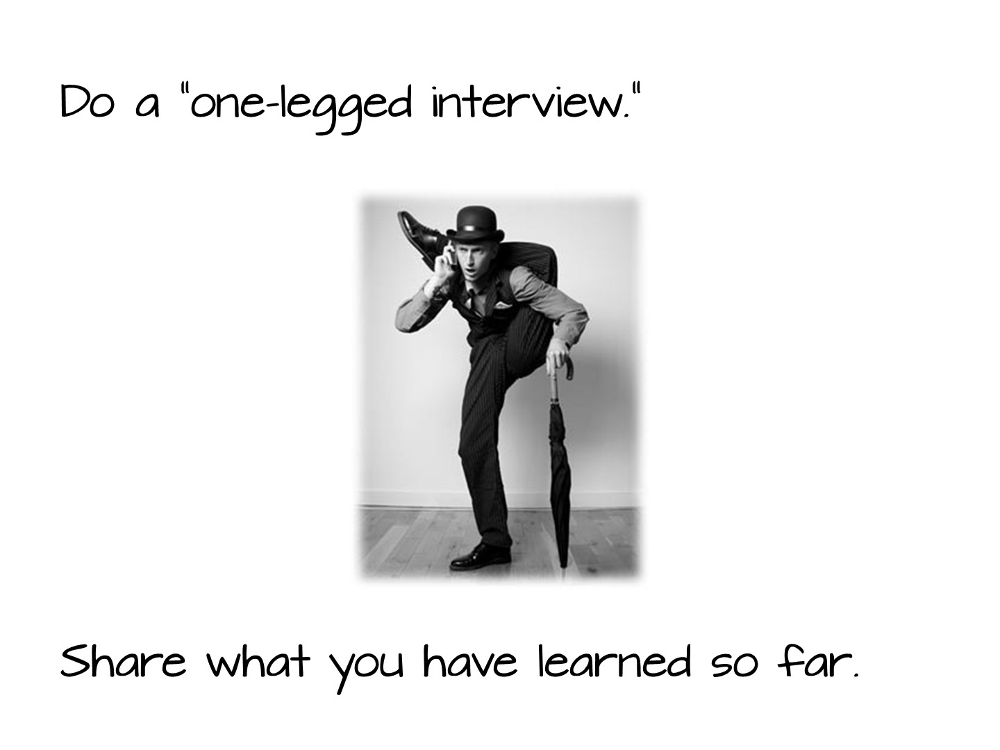 Do a "one-legged interview."
Share what you have learned so far.